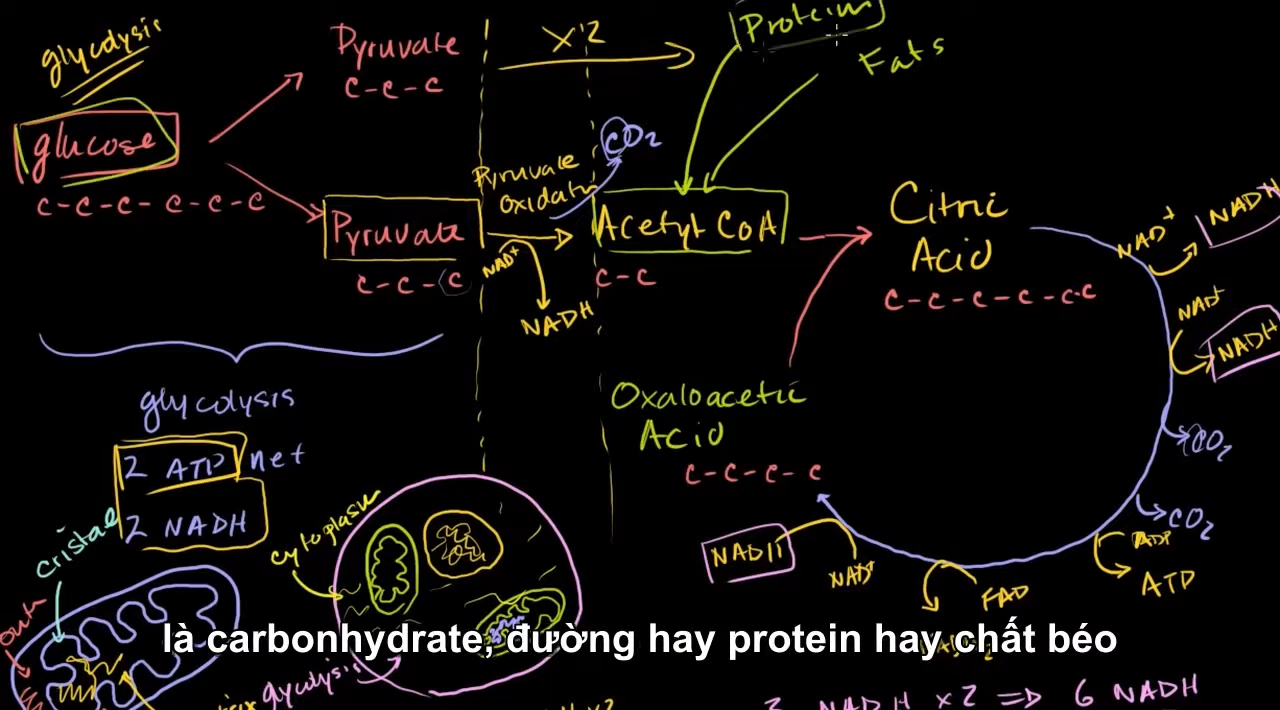 glycolysis
glucose
C-C-C-C-C-C
Pyruvate
C-C-C
Pyruvate
C-C-C
X2
Protein
Fats
CO2
Pyruvate
Oxidatn
NAD+
NADH
Acetyl CoA
C-C
Citric
Acid
C-C-C-C-C-C
NAD+
NADH
NAD+
NADH
CO2
CO2
ADP
ATP
FAD
NAD+
NADH
Oxaloacetic
Acid
C-C-C-C
glycolysis
2 ATP net
2 NADH
cristae
cytoplasm
glycolysis
3 NADH x2 ⇒ 6 NADH
là carbonhydrate, đường hay protein hay chất béo